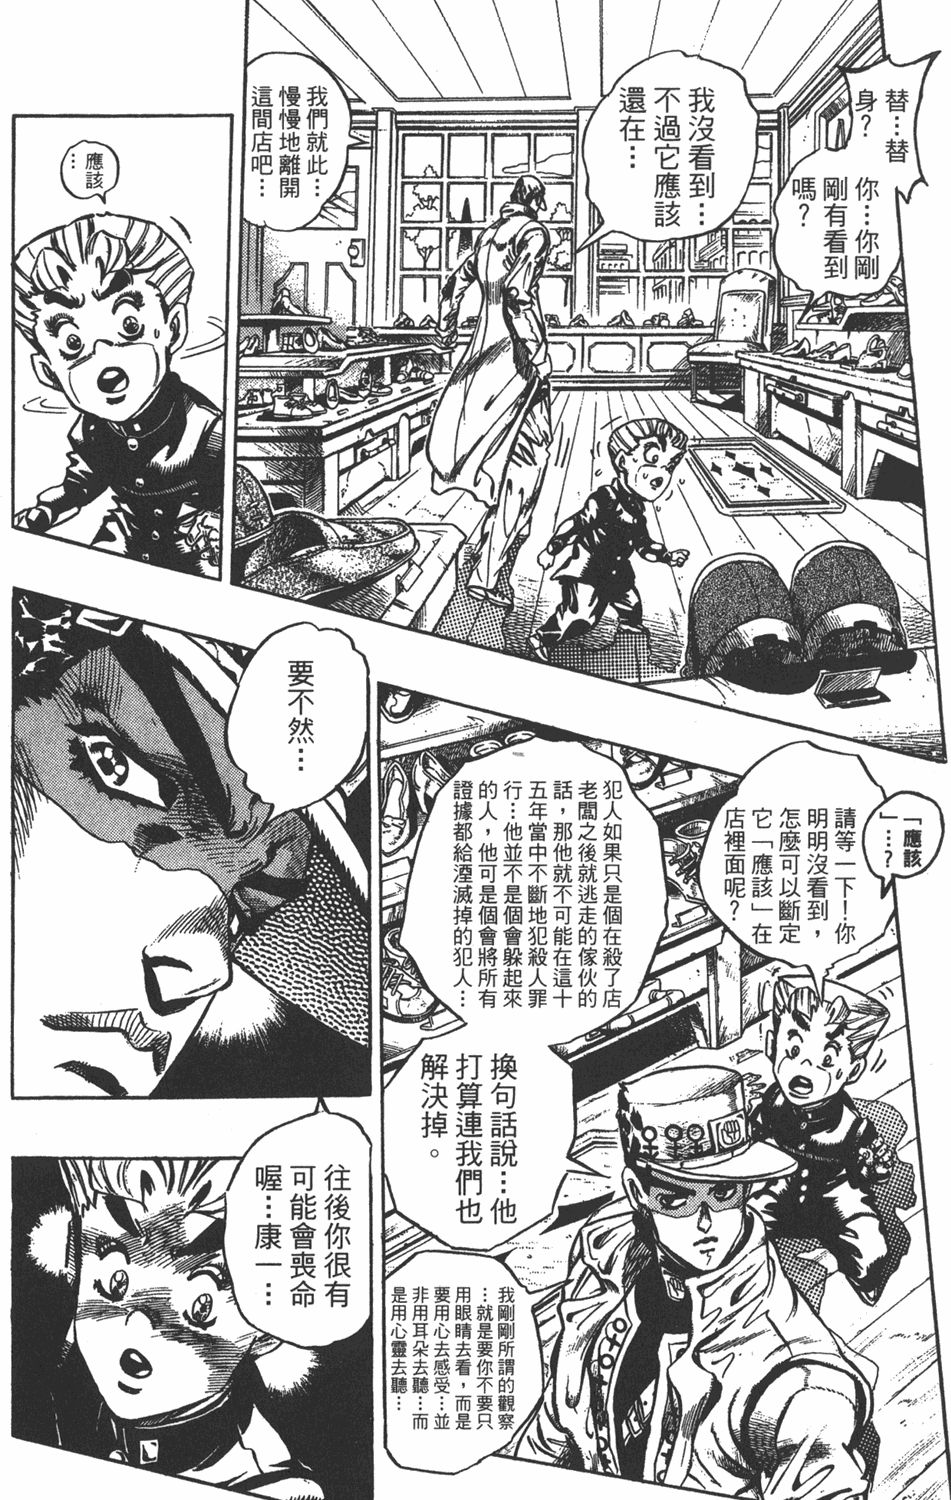 替…替
身？
你…你剛
剛有看到
嗎？
我沒看到…
不過它應該
還在…
我們就此…
慢慢地離開
這間店吧…
應該
…
「應該
」…？
請等一下！你
明明沒看到，
怎麼可以斷定
它「應該」在
店裡面呢？
犯人如果只是個在殺了店
老闆之後就逃走的傢伙的
話，那他就不可能在這十
五年當中不斷地犯殺人罪
行…他並不是個會躲起來
的人，他可是個會將所有
證據都給湮滅掉的犯人…
換句話說…他
打算連我們也
解決掉。
我剛剛所謂的觀察
…就是要你不要只
用眼睛去看，而是
要用心去感受…並
非用耳朵去聽…而
是用心靈去聽…
要不然…
往後你很有
可能會喪命
喔…康一…